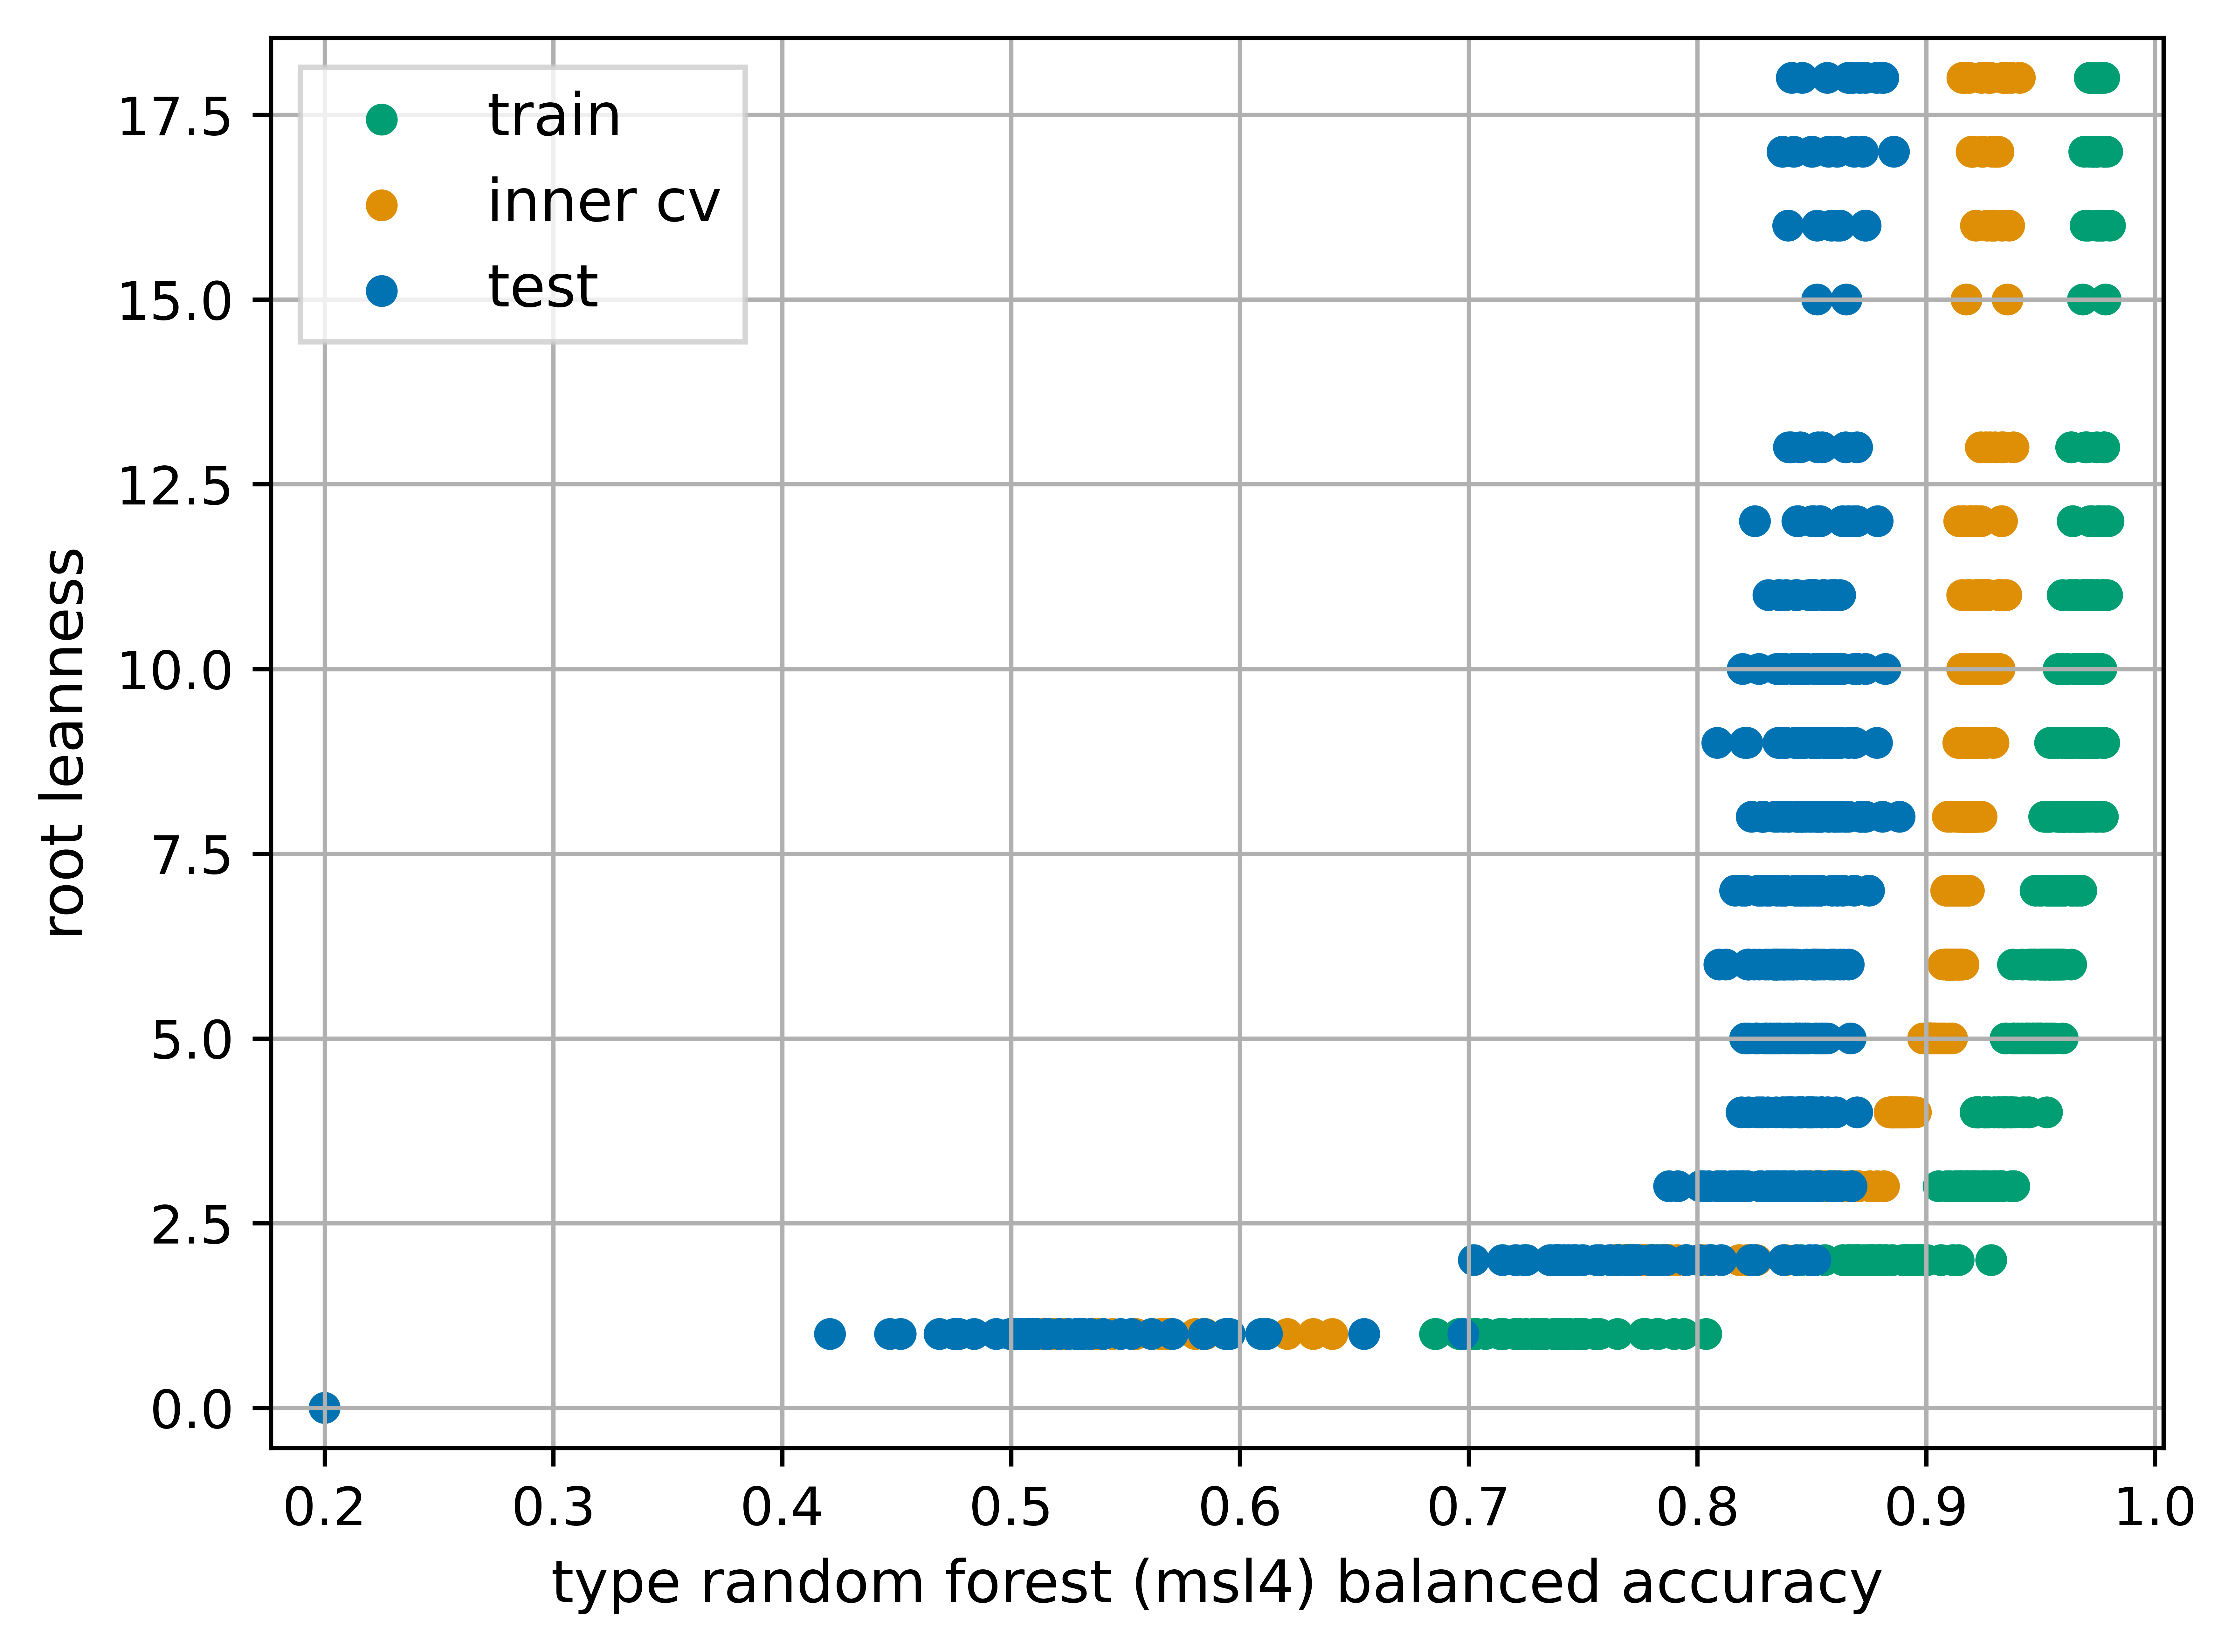 train
inner cv
test
17.5
15.0
12.5
10.0
7.5
5.0
2.5
0.0
root leanness
0.2 0.3 0.4 0.5 0.6 0.7 0.8 0.9 1.0
type random forest (msl4) balanced accuracy